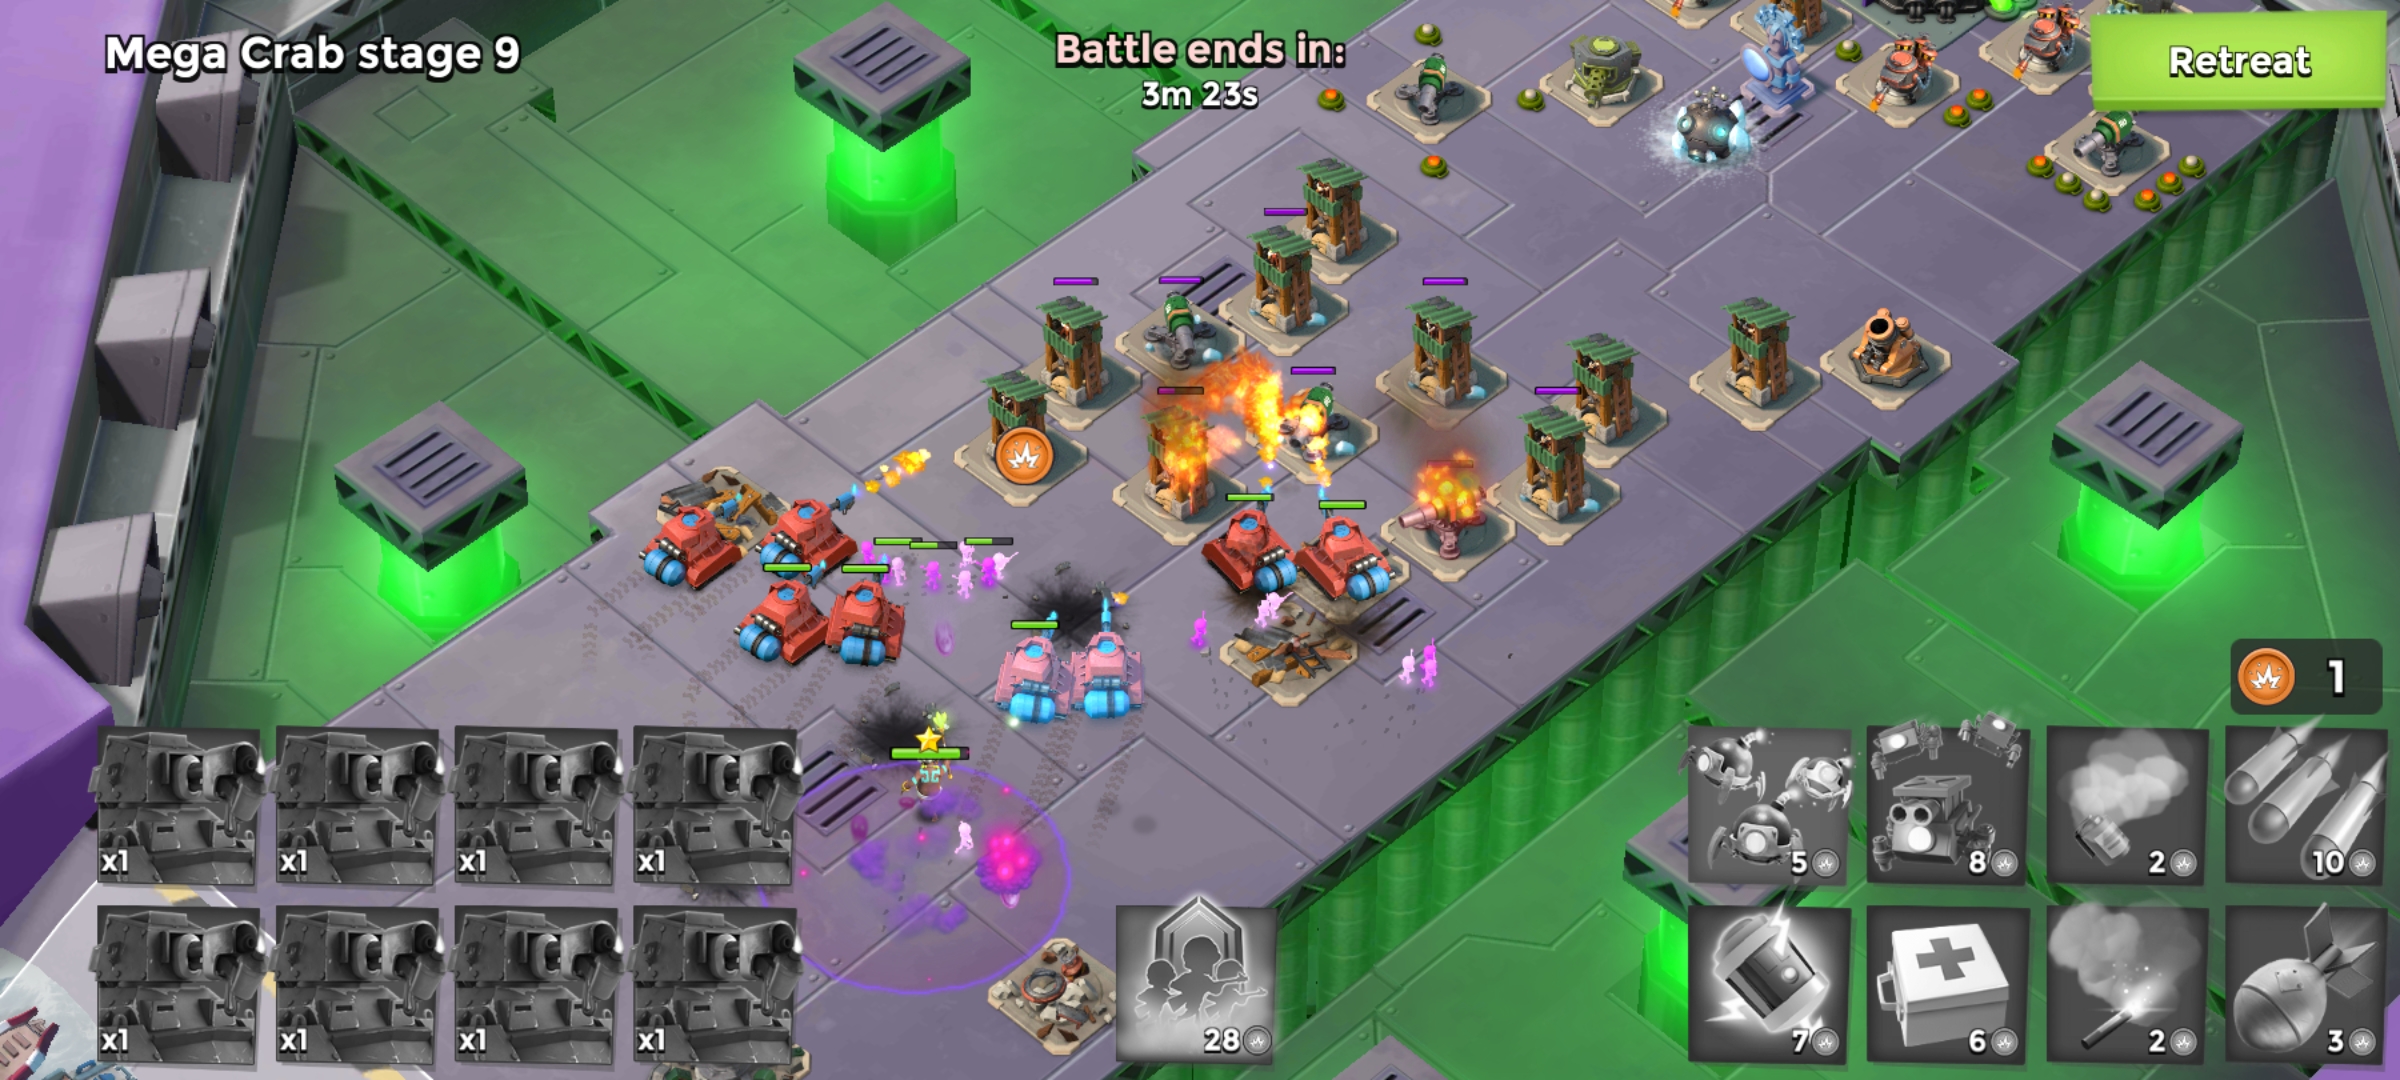 Mega Crab stage 9
Battle ends in:
3m 23s
Retreat
1
x1
x1
x1
x1
5
8
2
10
x1
x1
x1
x1
28
7
6
2
3